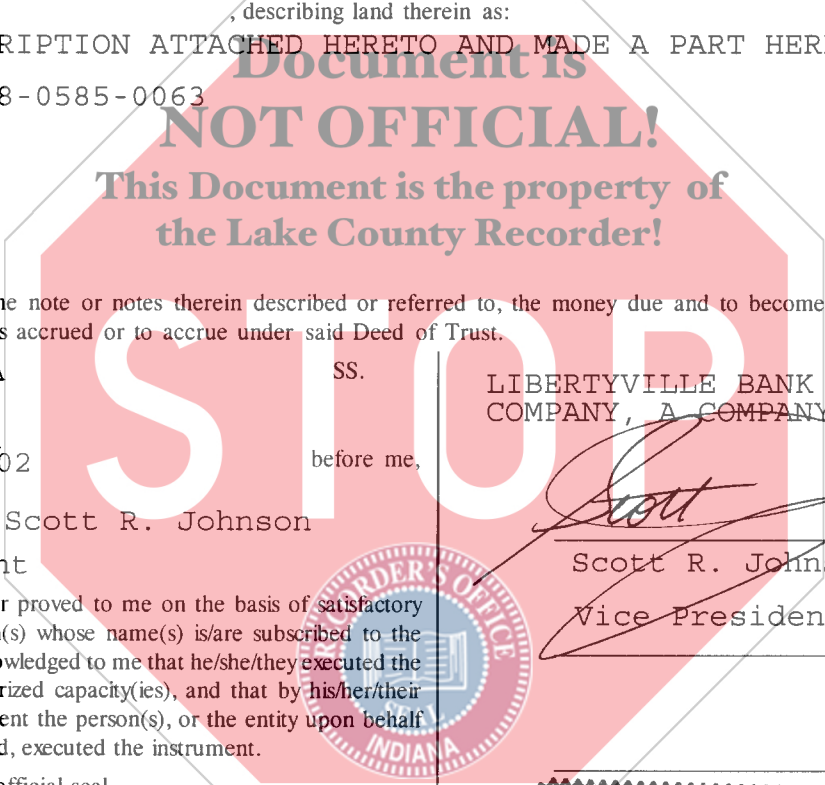 , describing land therein as:
RIPTION ATTACHED HERETO AND MADE A PART HER
Document is
8-0585-0063
NOT OFFICIAL!
This Document is the property of
the Lake County Recorder!
ne note or notes therein described or referred to, the money due and to become
s accrued or to accrue under said Deed of Trust.
STOP
A SS.
LIBERTYVILLE BANK
COMPANY, A COMPANY
02 before me,
Scott
Scott R. Johnson
nt
Scott R. John
Vice Presiden
r proved to me on the basis of satisfactory
n(s) whose name(s) is/are subscribed to the
owledged to me that he/she/they executed the
rized capacity(ies), and that by his/her/their
ent the person(s), or the entity upon behalf
d, executed the instrument.
official seal
RECORDER'S OFFICE
SEAL
INDIANA